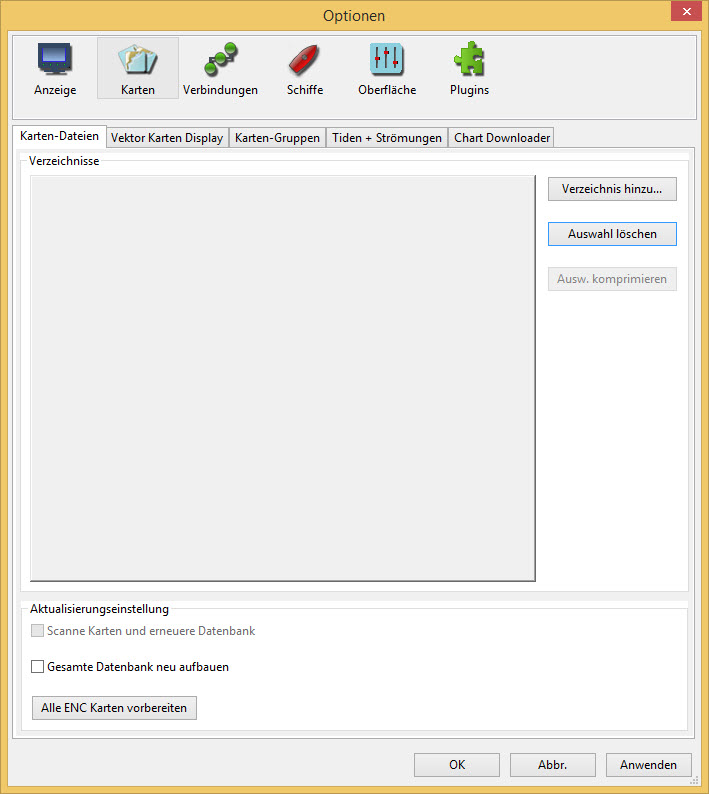 Optionen
Anzeige
Karten
Verbindungen
Schiffe
Oberfläche
Plugins
Karten-Dateien
Vektor Karten Display
Karten-Gruppen
Tiden + Strömungen
Chart Downloader
Verzeichnisse
Verzeichnis hinzu...
Auswahl löschen
Ausw. komprimieren
Aktualisierungseinstellung
Scanne Karten und erneuere Datenbank
Gesamte Datenbank neu aufbauen
Alle ENC Karten vorbereiten
OK
Abbr.
Anwenden